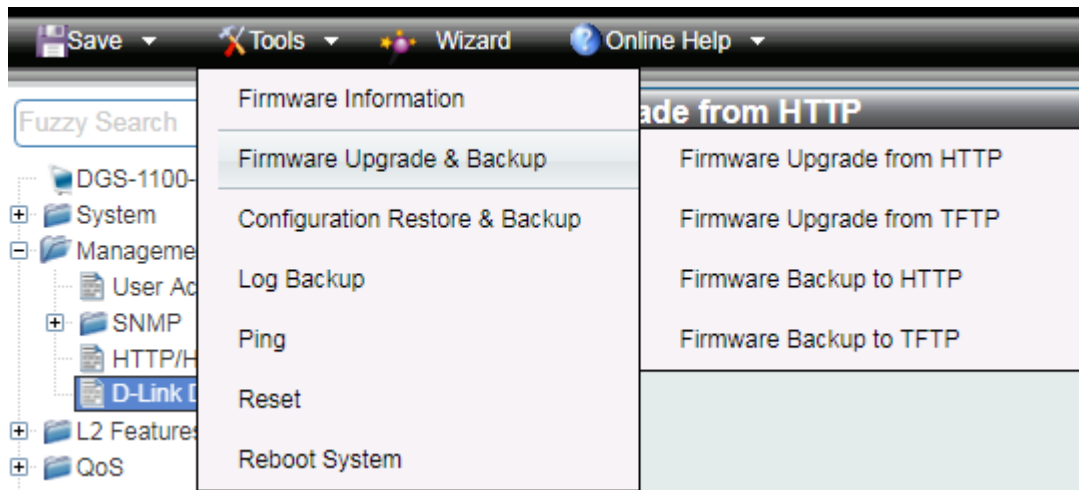 Save Tools Wizard Online Help
Fuzzy Search
Firmware Information
ade from HTTP
DGS-1100-
Firmware Upgrade & Backup
Firmware Upgrade from HTTP
System
Configuration Restore & Backup
Firmware Upgrade from TFTP
Manageme
User Ac
Log Backup
Firmware Backup to HTTP
SNMP
Ping
Firmware Backup to TFTP
HTTP/H
D-Link D
Reset
L2 Features
QoS
Reboot System